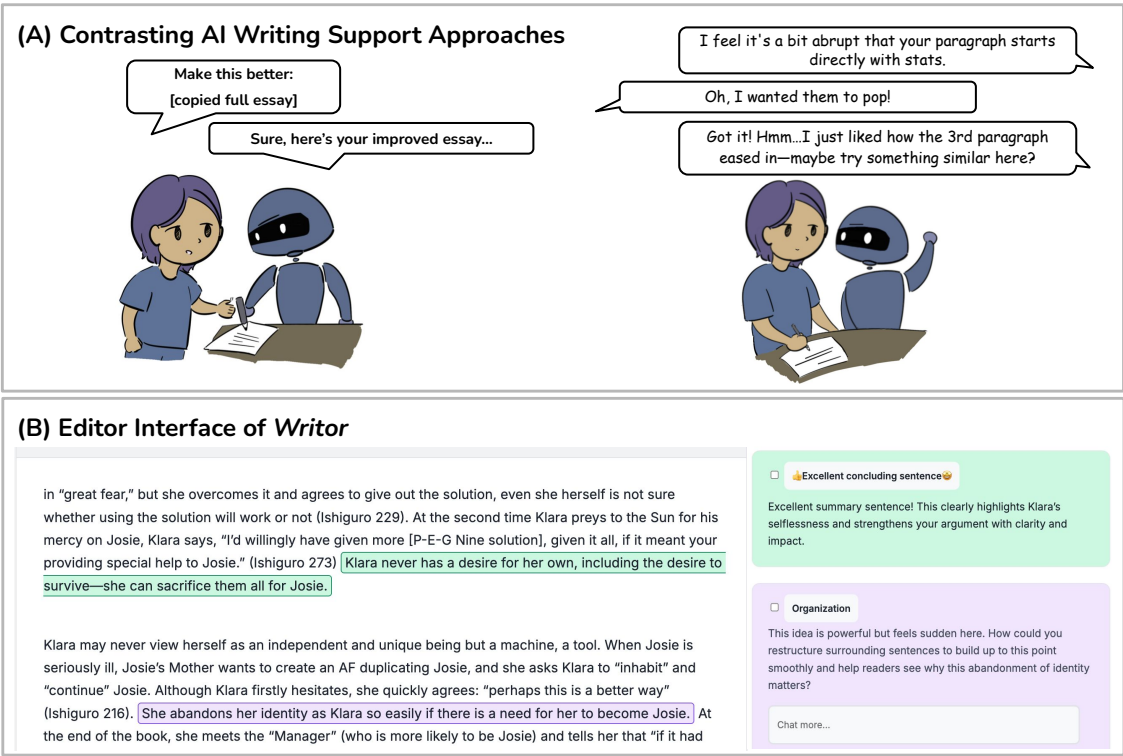 (A) Contrasting AI Writing Support Approaches
Make this better:
[copied full essay]
Sure, here's your improved essay...
I feel it's a bit abrupt that your paragraph starts
directly with stats.
Oh, I wanted them to pop!
Got it! Hmm...I just liked how the 3rd paragraph
eased in—maybe try something similar here?
(B) Editor Interface of Writor
in “great fear,” but she overcomes it and agrees to give out the solution, even she herself is not sure
whether using the solution will work or not (Ishiguro 229). At the second time Klara preys to the Sun for his
mercy on Josie, Klara says, “I’d willingly have given more [P-E-G Nine solution], given it all, if it meant your
providing special help to Josie.” (Ishiguro 273) Klara never has a desire for her own, including the desire to
survive—she can sacrifice them all for Josie.
Klara may never view herself as an independent and unique being but a machine, a tool. When Josie is
seriously ill, Josie’s Mother wants to create an AF duplicating Josie, and she asks Klara to “inhabit” and
“continue” Josie. Although Klara firstly hesitates, she quickly agrees: “perhaps this is a better way”
(Ishiguro 216). She abandons her identity as Klara so easily if there is a need for her to become Josie. At
the end of the book, she meets the “Manager” (who is more likely to be Josie) and tells her that “if it had
👍Excellent concluding sentence🤩
Excellent summary sentence! This clearly highlights Klara’s
selflessness and strengthens your argument with clarity and
impact.
Organization
This idea is powerful but feels sudden here. How could you
restructure surrounding sentences to build up to this point
smoothly and help readers see why this abandonment of identity
matters?
Chat more...